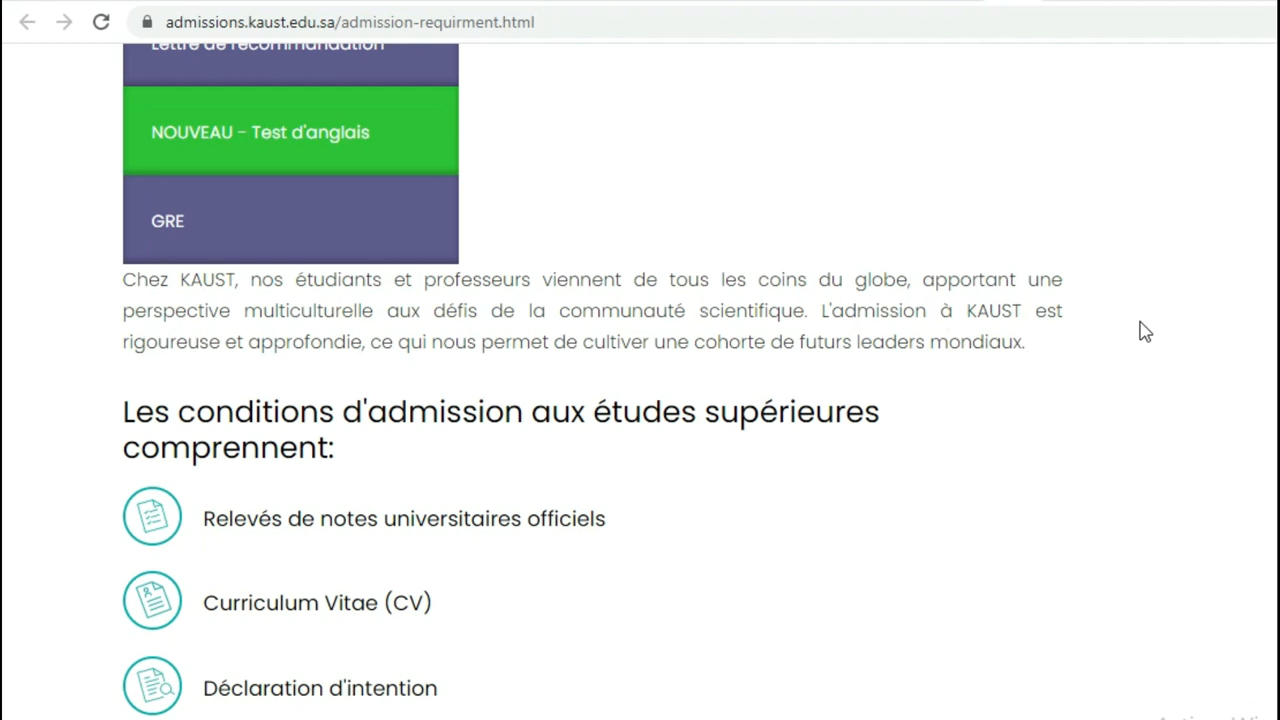 admissions.kaust.edu.sa/admission-requirment.html
Lettre de recommandation
NOUVEAU - Test d'anglais
GRE
Chez KAUST, nos étudiants et professeurs viennent de tous les coins du globe, apportant une
perspective multiculturelle aux défis de la communauté scientifique. L'admission à KAUST est
rigoureuse et approfondie, ce qui nous permet de cultiver une cohorte de futurs leaders mondiaux.
Les conditions d'admission aux études supérieures
comprennent:
Relevés de notes universitaires officiels
Curriculum Vitae (CV)
Déclaration d'intention